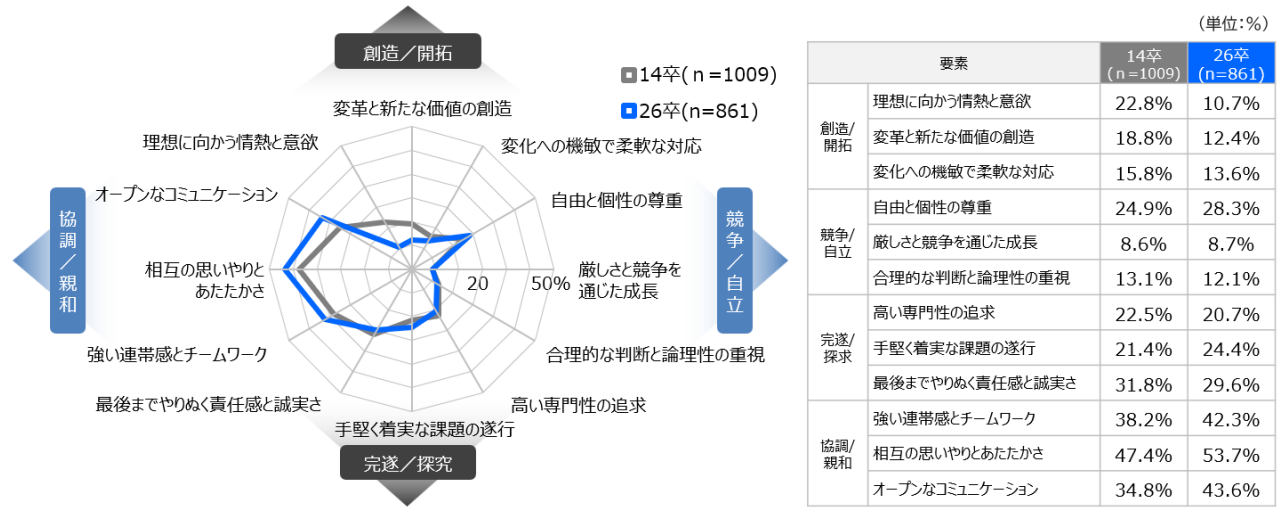 (単位:%)
創造／開拓
14卒(ｎ=1009)
26卒(n=861)
変革と新たな価値の創造
理想に向かう情熱と意欲
変化への機敏で柔軟な対応
オープンなコミュニケーション
自由と個性の尊重
協調／親和
競争／自立
相互の思いやりと
あたたかさ
厳しさと競争を
通じた成長
20
50%
強い連帯感とチームワーク
合理的な判断と論理性の重視
最後までやりぬく責任感と誠実さ
高い専門性の追求
手堅く着実な課題の遂行
完遂／探究
要素
14卒
(ｎ=1009)
26卒
(n=861)
創造/
開拓
理想に向かう情熱と意欲 22.8% 10.7%
変革と新たな価値の創造 18.8% 12.4%
変化への機敏で柔軟な対応 15.8% 13.6%
競争/
自立
自由と個性の尊重 24.9% 28.3%
厳しさと競争を通じた成長 8.6% 8.7%
合理的な判断と論理性の重視 13.1% 12.1%
完遂/
探求
高い専門性の追求 22.5% 20.7%
手堅く着実な課題の遂行 21.4% 24.4%
最後までやりぬく責任感と誠実さ 31.8% 29.6%
協調/
親和
強い連帯感とチームワーク 38.2% 42.3%
相互の思いやりとあたたかさ 47.4% 53.7%
オープンなコミュニケーション 34.8% 43.6%